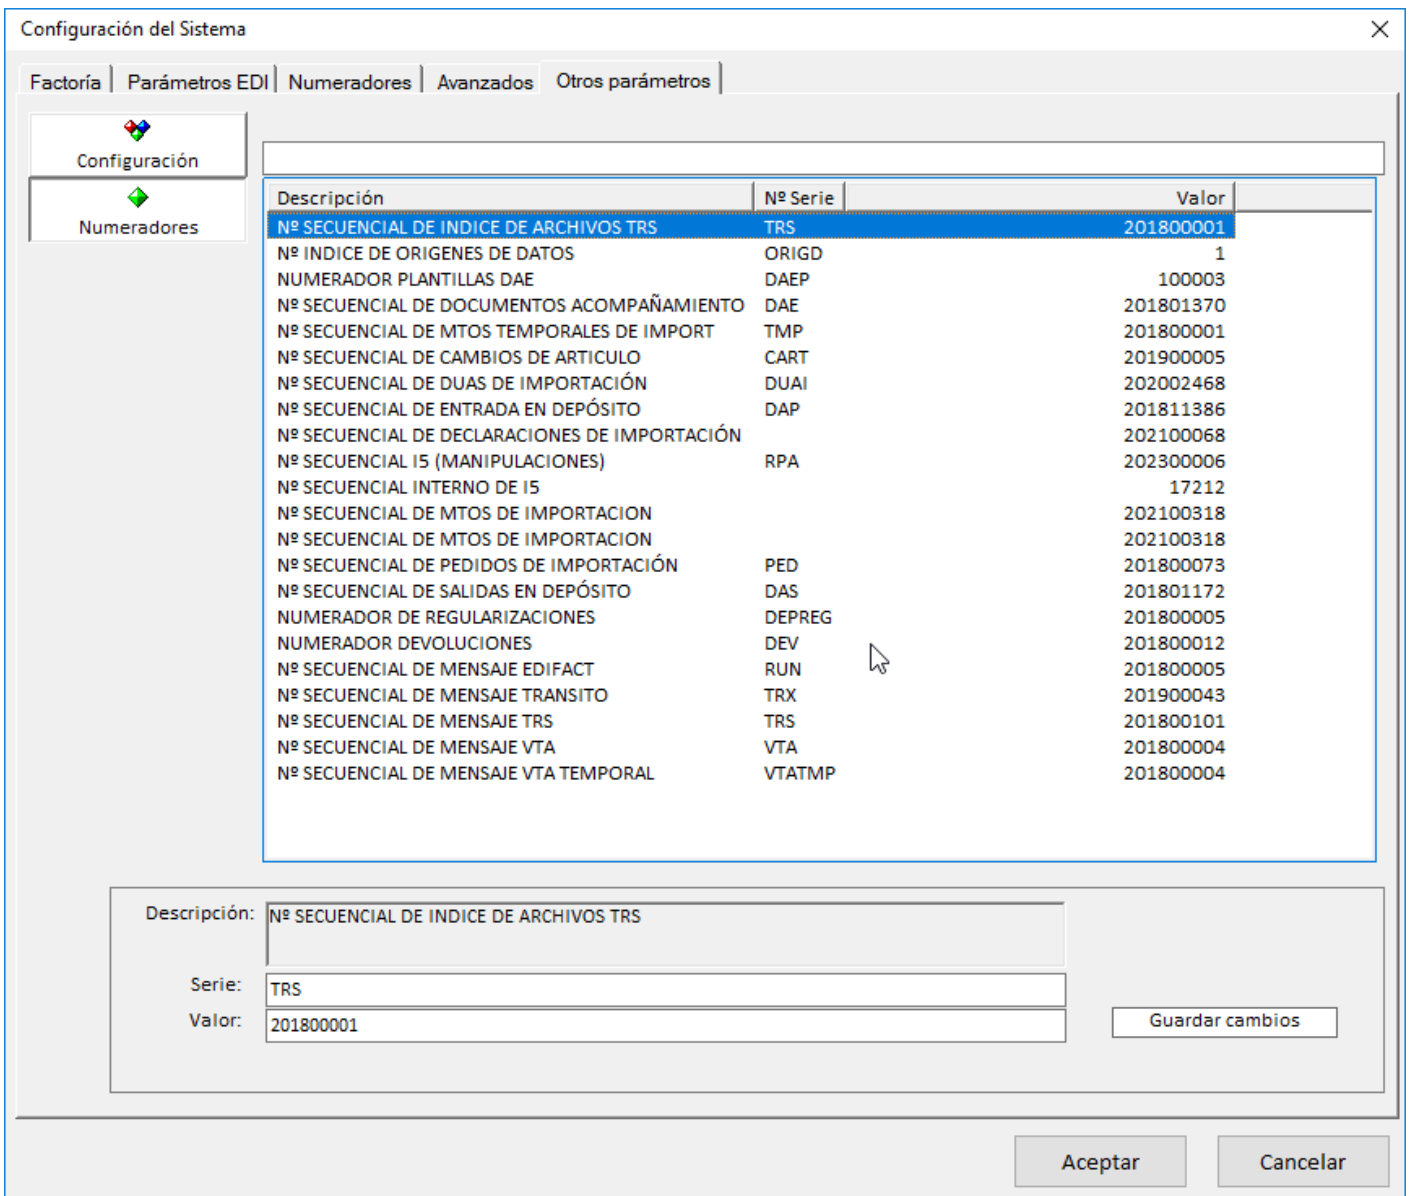 Configuración del Sistema
Factoría Parámetros EDI Numeradores Avanzados Otros parámetros
Configuración
Numeradores
Descripción Nº Serie Valor
Nº SECUENCIAL DE INDICE DE ARCHIVOS TRS TRS 201800001
Nº INDICE DE ORIGENES DE DATOS ORIGD 1
NUMERADOR PLANTILLAS DAE DAEP 100003
Nº SECUENCIAL DE DOCUMENTOS ACOMPAÑAMIENTO DAE 201801370
Nº SECUENCIAL DE MTOS TEMPORALES DE IMPORT TMP 201800001
Nº SECUENCIAL DE CAMBIOS DE ARTICULO CART 201900005
Nº SECUENCIAL DE DUAS DE IMPORTACIÓN DUAI 202002468
Nº SECUENCIAL DE ENTRADA EN DEPÓSITO DAP 201811386
Nº SECUENCIAL DE DECLARACIONES DE IMPORTACIÓN 202100068
Nº SECUENCIAL I5 (MANIPULACIONES) RPA 202300006
Nº SECUENCIAL INTERNO DE I5 17212
Nº SECUENCIAL DE MTOS DE IMPORTACION 202100318
Nº SECUENCIAL DE MTOS DE IMPORTACION 202100318
Nº SECUENCIAL DE PEDIDOS DE IMPORTACIÓN PED 201800073
Nº SECUENCIAL DE SALIDAS EN DEPÓSITO DAS 201801172
NUMERADOR DE REGULARIZACIONES DEPREG 201800005
NUMERADOR DEVOLUCIONES DEV 201800012
Nº SECUENCIAL DE MENSAJE EDIFACT RUN 201800005
Nº SECUENCIAL DE MENSAJE TRANSITO TRX 201900043
Nº SECUENCIAL DE MENSAJE TRS TRS 201800101
Nº SECUENCIAL DE MENSAJE VTA VTA 201800004
Nº SECUENCIAL DE MENSAJE VTA TEMPORAL VTATMP 201800004
Descripción: Nº SECUENCIAL DE INDICE DE ARCHIVOS TRS
Serie: TRS
Valor: 201800001
Guardar cambios
Aceptar Cancelar